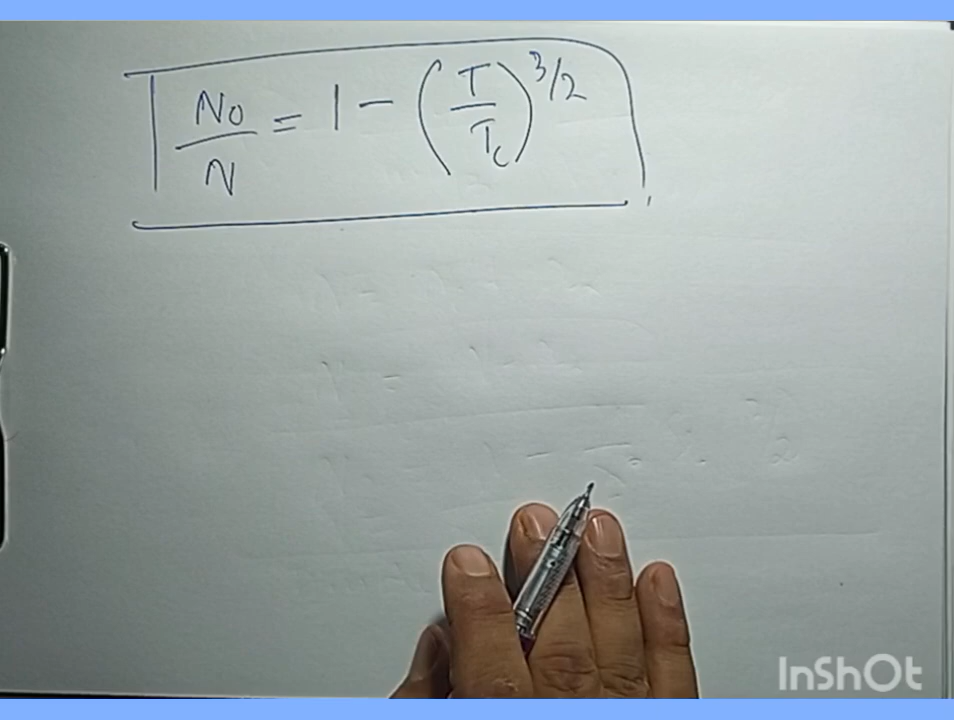 N0/N = 1 - (T/Tc)^3/2
InShOt